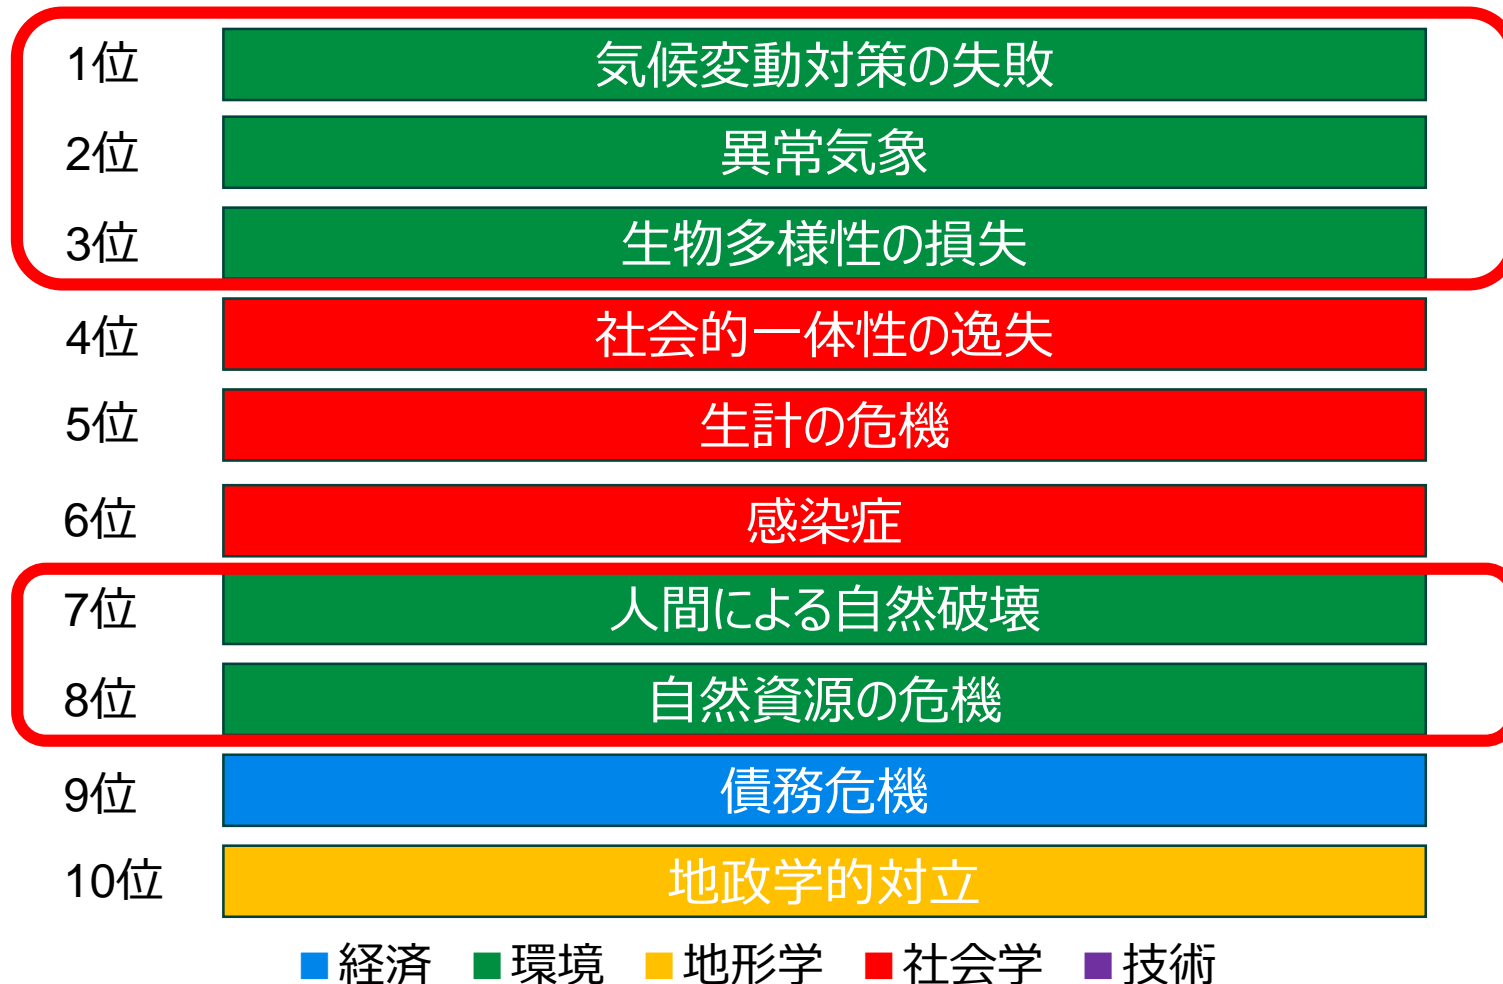 1位 気候変動対策の失敗
2位 異常気象
3位 生物多様性の損失
4位 社会的一体性の逸失
5位 生計の危機
6位 感染症
7位 人間による自然破壊
8位 自然資源の危機
9位 債務危機
10位 地政学的対立
経済 環境 地形学 社会学 技術